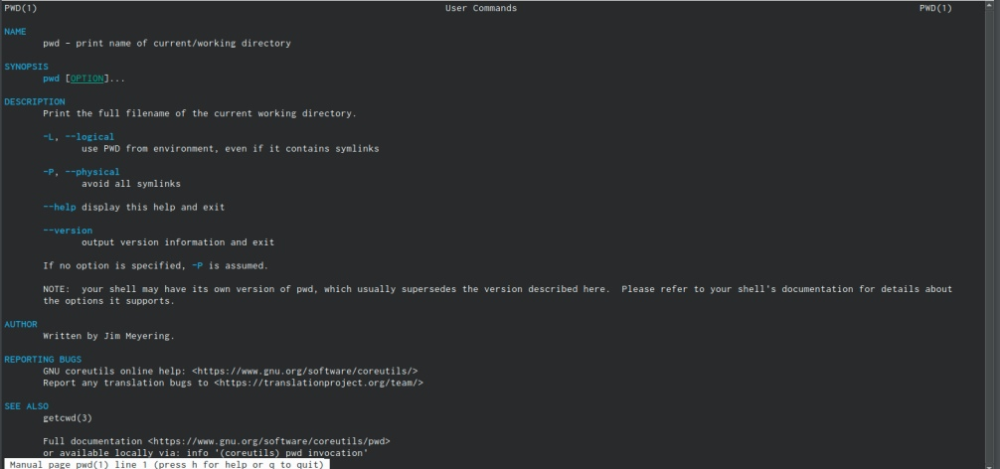 PWD(1) User Commands PWD(1)
NAME
pwd - print name of current/working directory
SYNOPSIS
pwd [OPTION]...
DESCRIPTION
Print the full filename of the current working directory.
-L, --logical
use PWD from environment, even if it contains symlinks
-P, --physical
avoid all symlinks
--help display this help and exit
--version
output version information and exit
If no option is specified, -P is assumed.
NOTE: your shell may have its own version of pwd, which usually supersedes the version described here. Please refer to your shell's documentation for details about
the options it supports.
AUTHOR
Written by Jim Meyering.
REPORTING BUGS
GNU coreutils online help: <https://www.gnu.org/software/coreutils/>
Report any translation bugs to <https://translationproject.org/team/>
SEE ALSO
getcwd(3)
Full documentation <https://www.gnu.org/software/coreutils/pwd>
or available locally via: info '(coreutils) pwd invocation'
Manual page pwd(1) line 1 (press h for help or q to quit)